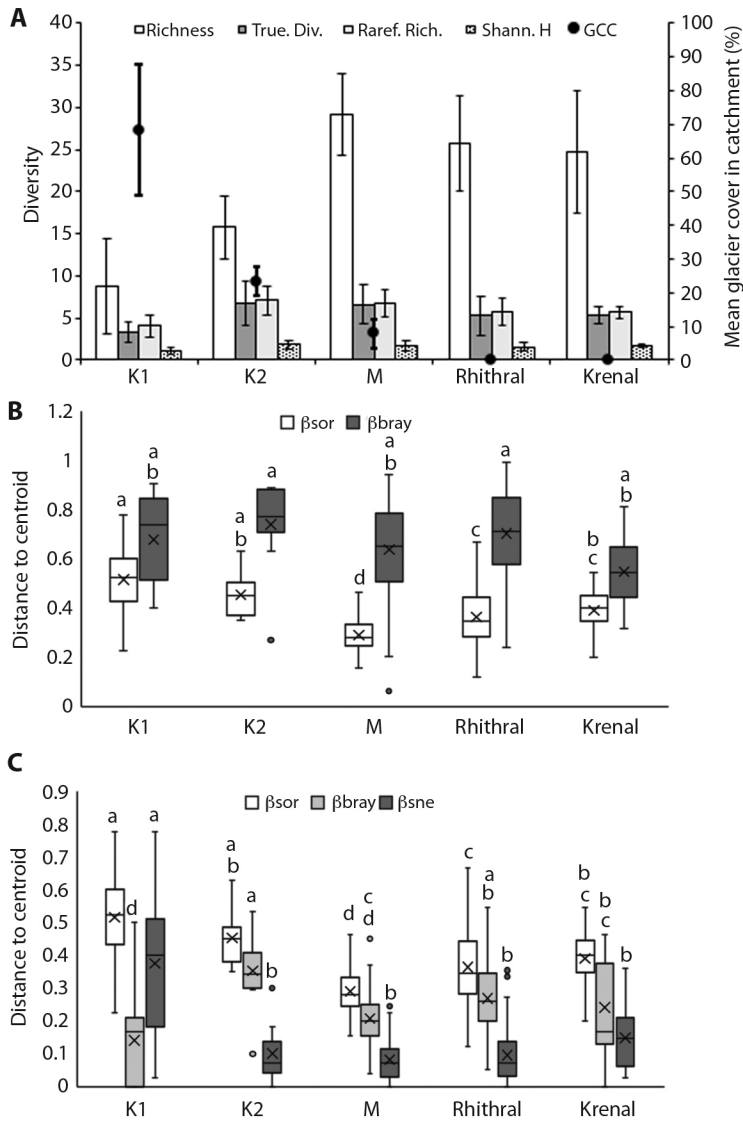 A
Richness True. Div. Raref. Rich. Shann. H GCC
Diversity
40
35
30
25
20
15
10
5
0
100
90
80
70
60
50
40
30
20
10
0
Mean glacier cover in catchment (%)
K1 K2 M Rhithral Krenal
B
βsor βbray
Distance to centroid
1.2
1
0.8
0.6
0.4
0.2
0
a
a
b
a
b
a
d
a
b
c
a
b
c
a
b
K1 K2 M Rhithral Krenal
C
βsor βbray βsne
Distance to centroid
0.9
0.8
0.7
0.6
0.5
0.4
0.3
0.2
0.1
0
a
d
a
a
b
a
b
d
c
d
b
c
a
b
b
b
c
b
c
b
K1 K2 M Rhithral Krenal